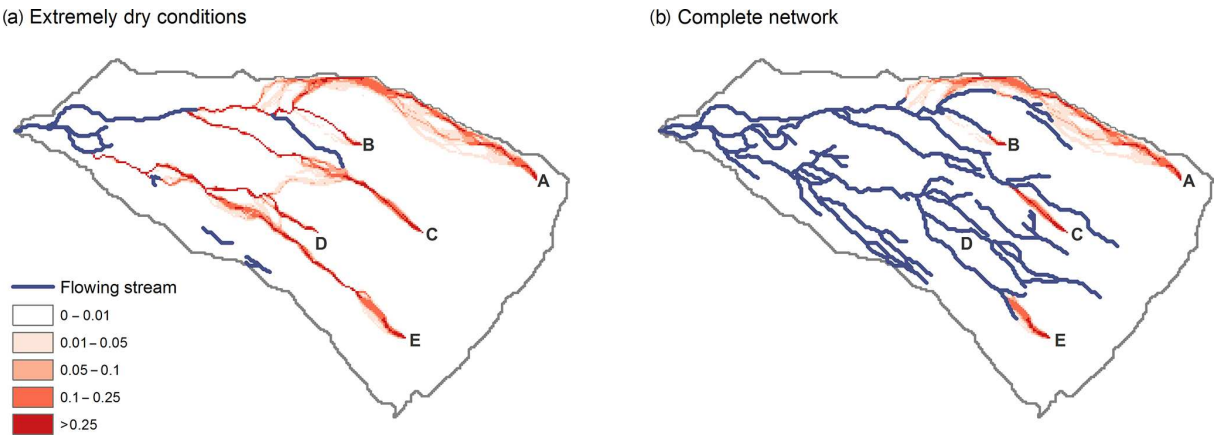 (a) Extremely dry conditions
(b) Complete network
B
A
C
D
E
Flowing stream
0 – 0.01
0.01 – 0.05
0.05 – 0.1
0.1 – 0.25
>0.25
B
A
C
D
E